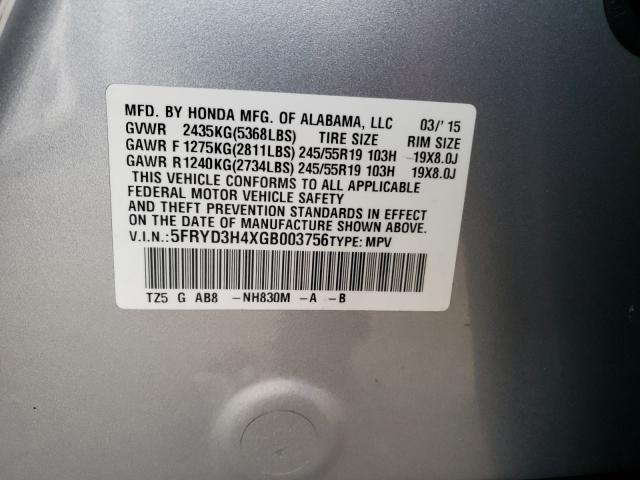 MFD. BY HONDA MFG. OF ALABAMA, LLC 03/'15
GVWR 2435KG(5368LBS) TIRE SIZE RIM SIZE
GAWR F 1275KG(2811LBS) 245/55R19 103H 19X8.0J
GAWR R1240KG(2734LBS) 245/55R19 103H 19X8.0J
THIS VEHICLE CONFORMS TO ALL APPLICABLE
FEDERAL MOTOR VEHICLE SAFETY
AND THEFT PREVENTION STANDARDS IN EFFECT
ON THE DATE OF MANUFACTURE SHOWN ABOVE.
V.I.N.:5FRYD3H4XGB003756TYPE: MPV
TZ5 G AB8 -NH830M -A -B